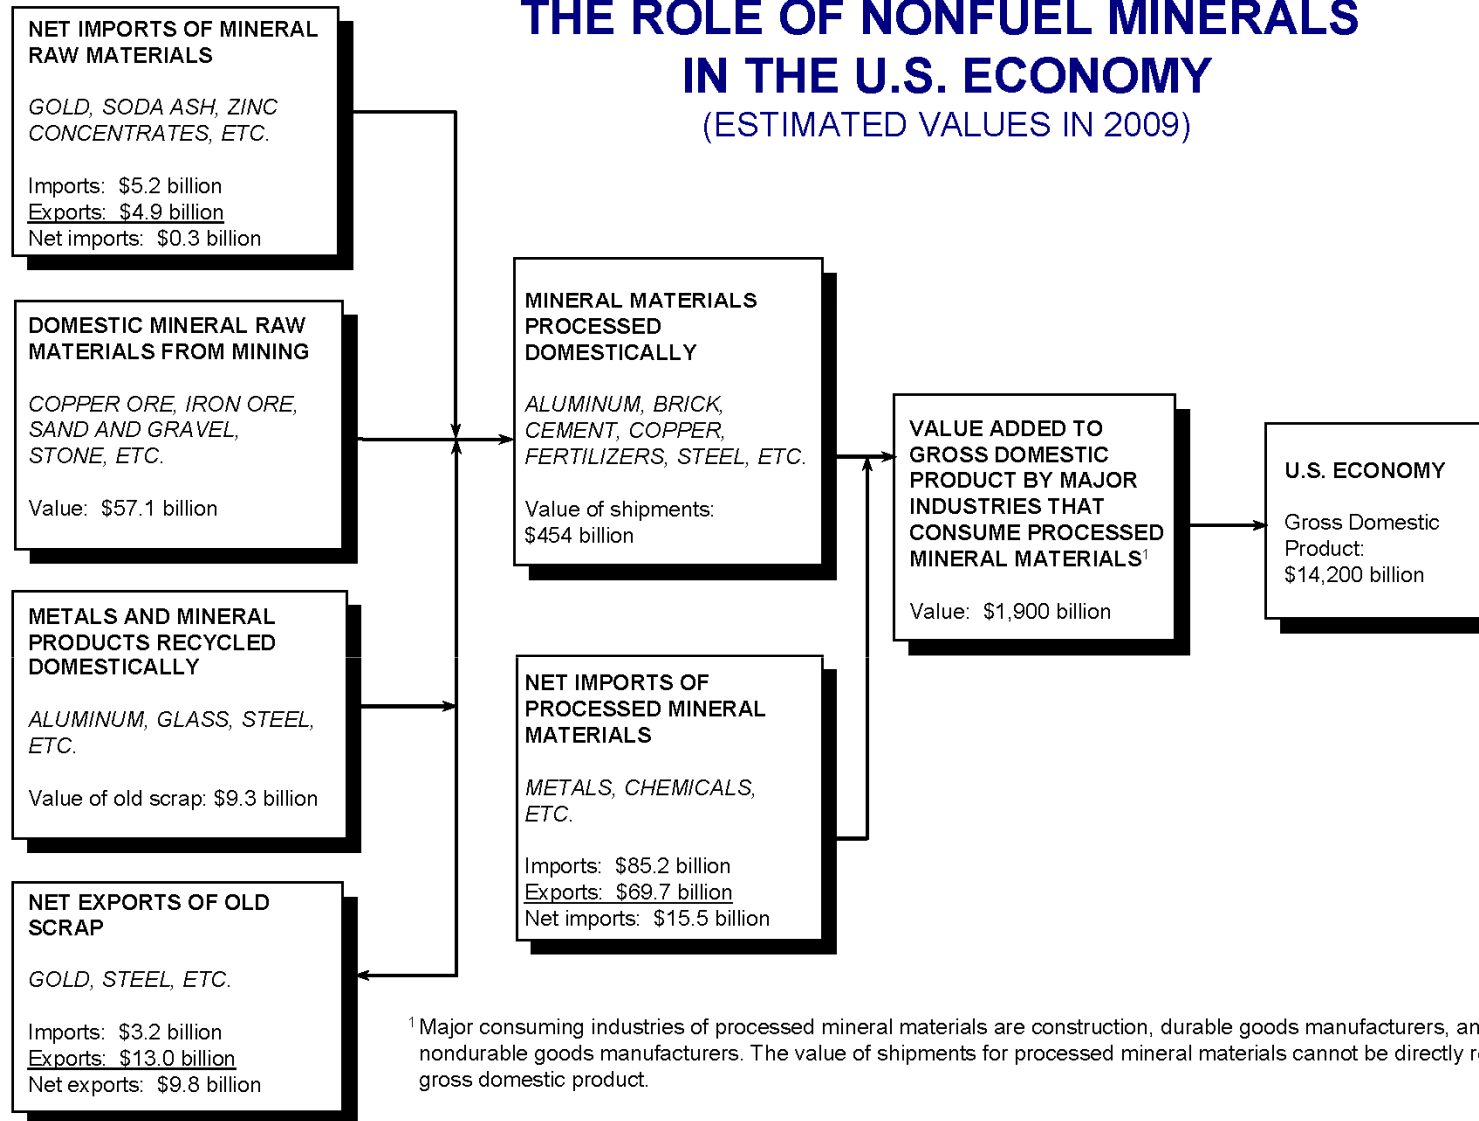 THE ROLE OF NONFUEL MINERALS
IN THE U.S. ECONOMY
(ESTIMATED VALUES IN 2009)
NET IMPORTS OF MINERAL
RAW MATERIALS
GOLD, SODA ASH, ZINC
CONCENTRATES, ETC.
Imports: $5.2 billion
Exports: $4.9 billion
Net imports: $0.3 billion
DOMESTIC MINERAL RAW
MATERIALS FROM MINING
COPPER ORE, IRON ORE,
SAND AND GRAVEL,
STONE, ETC.
Value: $57.1 billion
METALS AND MINERAL
PRODUCTS RECYCLED
DOMESTICALLY
ALUMINUM, GLASS, STEEL,
ETC.
Value of old scrap: $9.3 billion
NET EXPORTS OF OLD
SCRAP
GOLD, STEEL, ETC.
Imports: $3.2 billion
Exports: $13.0 billion
Net exports: $9.8 billion
MINERAL MATERIALS
PROCESSED
DOMESTICALLY
ALUMINUM, BRICK,
CEMENT, COPPER,
FERTILIZERS, STEEL, ETC.
Value of shipments:
$454 billion
NET IMPORTS OF
PROCESSED MINERAL
MATERIALS
METALS, CHEMICALS,
ETC.
Imports: $85.2 billion
Exports: $69.7 billion
Net imports: $15.5 billion
VALUE ADDED TO
GROSS DOMESTIC
PRODUCT BY MAJOR
INDUSTRIES THAT
CONSUME PROCESSED
MINERAL MATERIALS¹
Value: $1,900 billion
U.S. ECONOMY
Gross Domestic
Product:
$14,200 billion
¹ Major consuming industries of processed mineral materials are construction, durable goods manufacturers,
nondurable goods manufacturers. The value of shipments for processed mineral materials cannot be directly
gross domestic product.